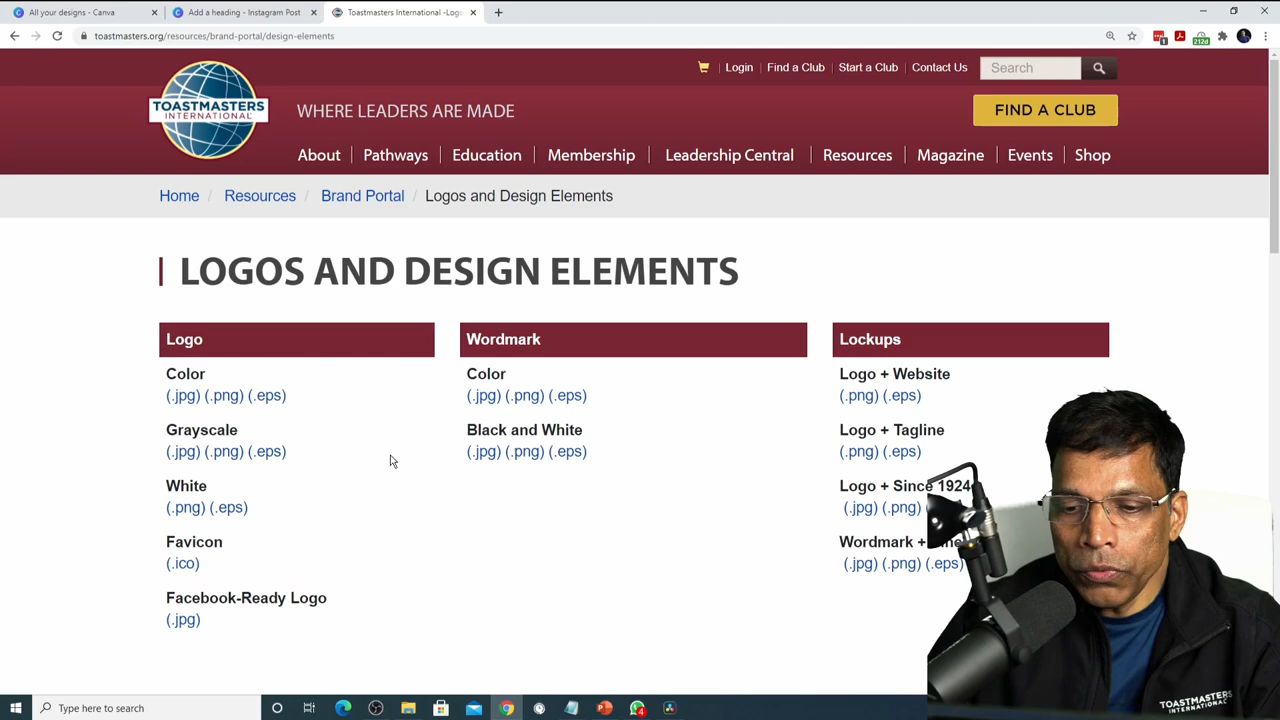 All your designs - Canva
Add a heading - Instagram Post
Toastmasters International -Logo
toastmasters.org/resources/brand-portal/design-elements
1
212d
Login
Find a Club
Start a Club
Contact Us
Search
TOASTMASTERS
INTERNATIONAL
WHERE LEADERS ARE MADE
FIND A CLUB
About
Pathways
Education
Membership
Leadership Central
Resources
Magazine
Events
Shop
Home / Resources / Brand Portal / Logos and Design Elements
LOGOS AND DESIGN ELEMENTS
Logo
Color
(.jpg) (.png) (.eps)
Grayscale
(.jpg) (.png) (.eps)
White
(.png) (.eps)
Favicon
(.ico)
Facebook-Ready Logo
(.jpg)
Wordmark
Color
(.jpg) (.png) (.eps)
Black and White
(.jpg) (.png) (.eps)
Lockups
Logo + Website
(.png) (.eps)
Logo + Tagline
(.png) (.eps)
Logo + Since 1924
(.jpg) (.png)
Wordmark +
(.jpg) (.png) (.eps)
TOASTMASTERS
INTERNATIONAL
Type here to search
4